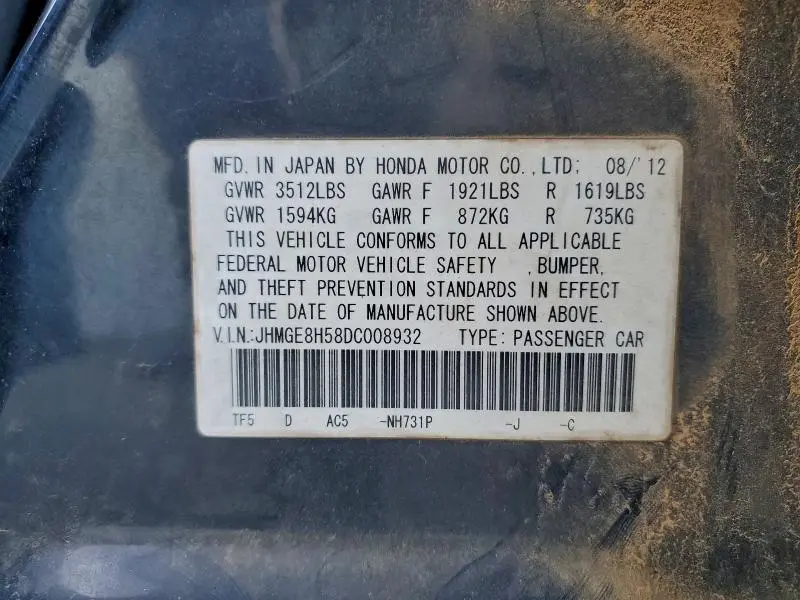 MFD. IN JAPAN BY HONDA MOTOR CO., LTD; 08/'12
GVWR 3512LBS GAWR F 1921LBS R 1619LBS
GVWR 1594KG GAWR F 872KG R 735KG
THIS VEHICLE CONFORMS TO ALL APPLICABLE
FEDERAL MOTOR VEHICLE SAFETY , BUMPER,
AND THEFT PREVENTION STANDARDS IN EFFECT
ON THE DATE OF MANUFACTURE SHOWN ABOVE.
V.I.N.:JHMGE8H58DC008932 TYPE: PASSENGER CAR
TF5 D AC5 -NH731P -J -C